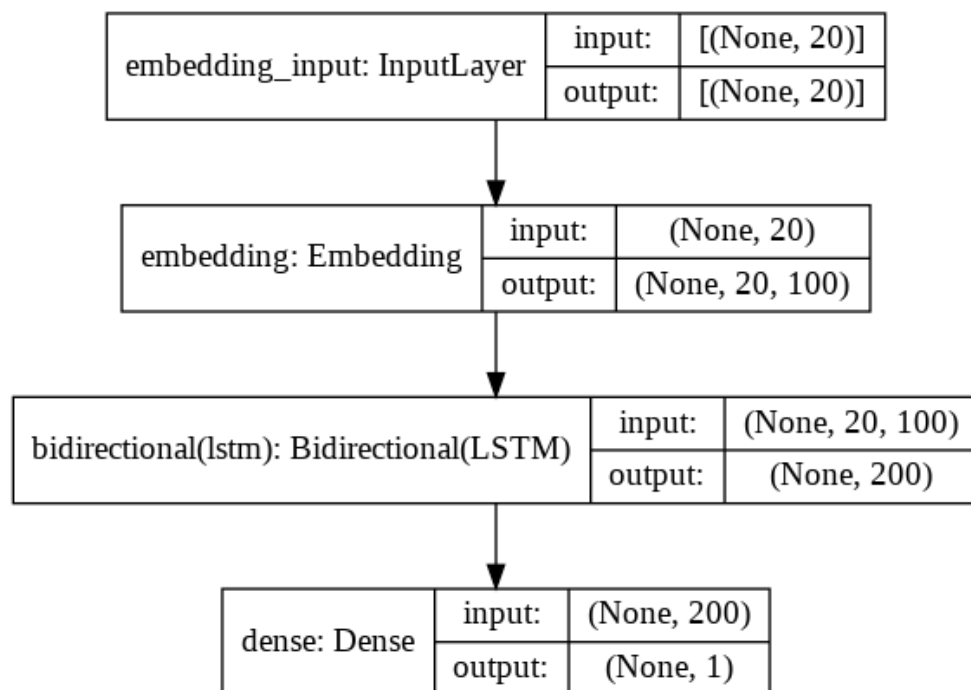 embedding_input: InputLayer
input: [(None, 20)]
output: [(None, 20)]
embedding: Embedding
input: (None, 20)
output: (None, 20, 100)
bidirectional(lstm): Bidirectional(LSTM)
input: (None, 20, 100)
output: (None, 200)
dense: Dense
input: (None, 200)
output: (None, 1)